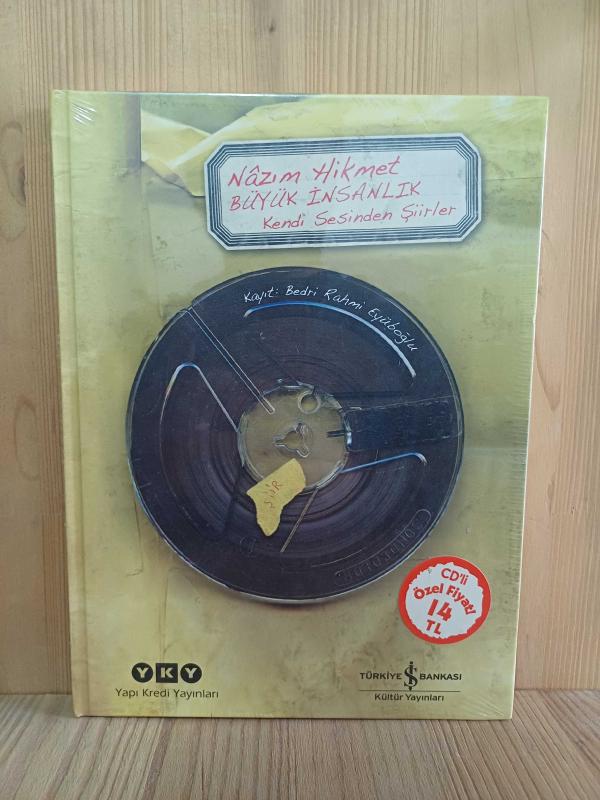 Nâzım Hikmet
BÜYÜK İNSANLIK
Kendi Sesinden Şiirler
Kayıt: Bedri Rahmi Eyüboğlu
ŞİİR
CD'li
Özel Fiyatı
14
TL
YKY
Yapı Kredi Yayınları
TÜRKİYE İŞ BANKASI
Kültür Yayınları